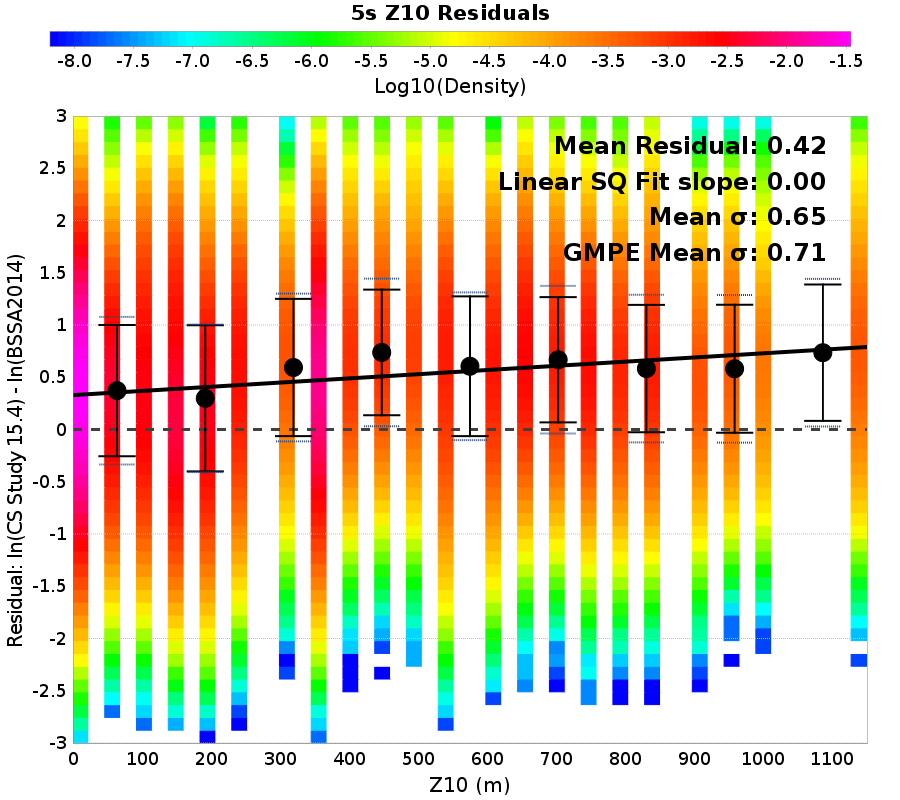 5s Z10 Residuals
-8.0 -7.5 -7.0 -6.5 -6.0 -5.5 -5.0 -4.5 -4.0 -3.5 -3.0 -2.5 -2.0 -1.5
Log10(Density)
Mean Residual: 0.42
Linear SQ Fit slope: 0.00
Mean σ: 0.65
GMPE Mean σ: 0.71
Residual: ln(CS Study 15.4) - ln(BSSA2014)
3
2.5
2
1.5
1
0.5
0
-0.5
-1
-1.5
-2
-2.5
-3
0 100 200 300 400 500 600 700 800 900 1000 1100
Z10 (m)